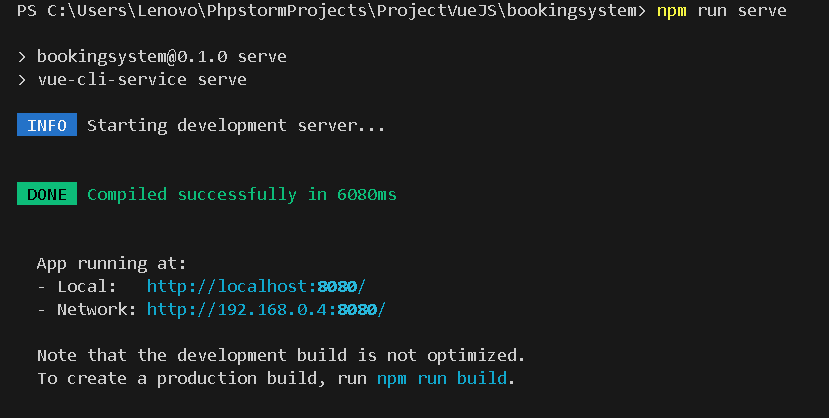 PS C:\Users\Lenovo\PhpstormProjects\ProjectVueJS\bookingsystem> npm run serve
> bookingsystem@0.1.0 serve
> vue-cli-service serve
INFO Starting development server...
DONE Compiled successfully in 6080ms
App running at:
- Local: http://localhost:8080/
- Network: http://192.168.0.4:8080/
Note that the development build is not optimized.
To create a production build, run npm run build.